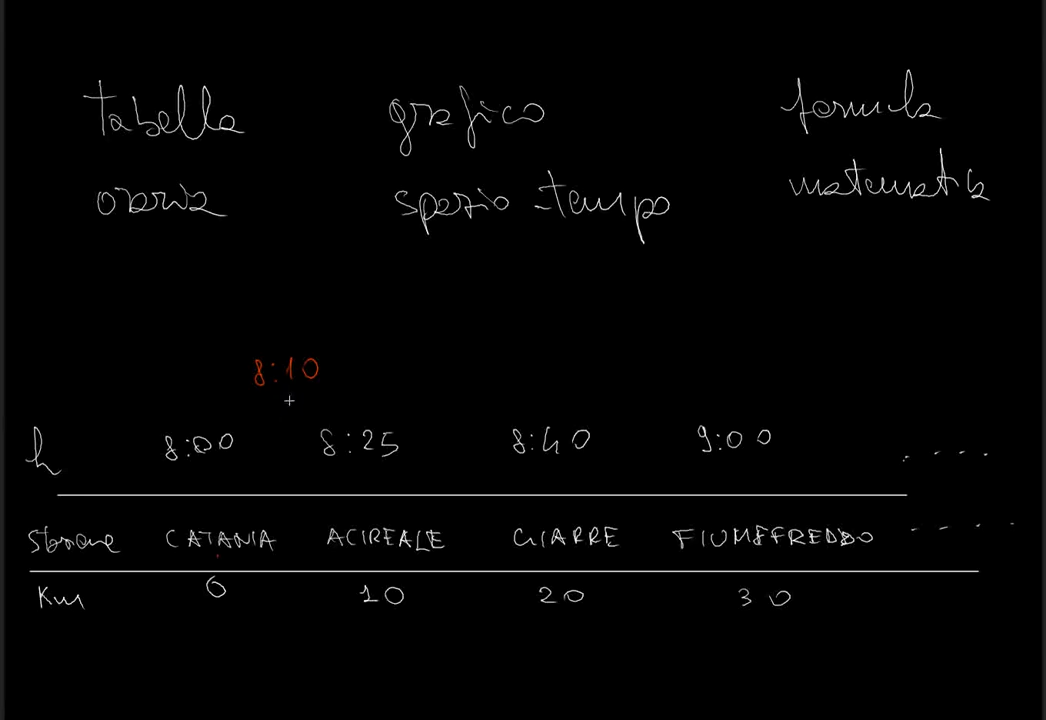 tabella grafico formula
oraria spazio-tempo matematica
8:10
h 8:00 8:25 8:40 9:00 . . . .
stazione CATANIA ACIREALE GIARRE FIUMEFREDDO . . . . .
Km 0 10 20 30